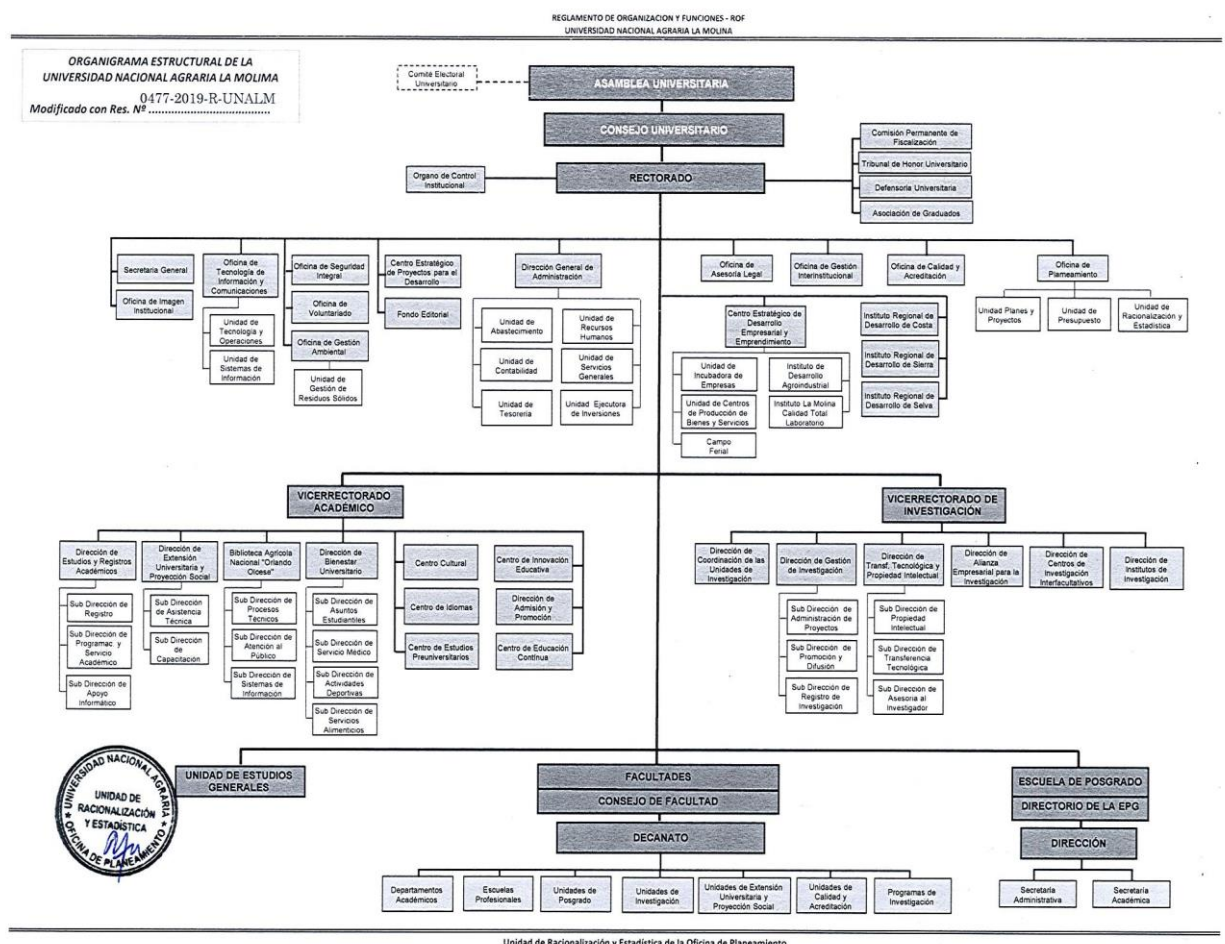 REGLAMENTO DE ORGANIZACION Y FUNCIONES - ROF
UNIVERSIDAD NACIONAL AGRARIA LA MOLINA
ORGANIGRAMA ESTRUCTURAL DE LA
UNIVERSIDAD NACIONAL AGRARIA LA MOLIMA
0477-2019-R-UNALM
Modificado con Res. Nº ........................................
Comité Electoral
Universitario
ASAMBLEA UNIVERSITARIA
CONSEJO UNIVERSITARIO
RECTORADO
Organo de Control
Institucional
Comisión Permanente de
Fiscalización
Tribunal de Honor Universitario
Defensoria Universitaria
Asociación de Graduados
Secretaria General
Oficina de Imagen
Institucional
Oficina de
Tecnología de
Información y
Comunicaciones
Unidad de
Tecnología y
Operaciones
Unidad de
Sistemas de
Información
Oficina de Seguridad
Integral
Oficina de
Voluntariado
Oficina de Gestión
Ambiental
Unidad de
Gestión de
Residuos Sólidos
Centro Estratégico
de Proyectos para el
Desarrollo
Fondo Editorial
Dirección General de
Administración
Unidad de
Abastecimiento
Unidad de
Recursos
Humanos
Unidad de
Contabilidad
Unidad de
Servicios
Generales
Unidad de
Tesoreria
Unidad Ejecutora
de Inversiones
Oficina de
Asesoría Legal
Oficina de Gestión
Interinstitucional
Oficina de Calidad y
Acreditación
Oficina de
Planeamiento
Unidad Planes y
Proyectos
Unidad de
Presupuesto
Unidad de
Racionalización y
Estadística
Centro Estratégico de
Desarrollo
Empresarial y
Emprendimiento
Unidad de
Incubadora de
Empresas
Instituto de
Desarrollo
Agroindustrial
Unidad de Centros
de Producción de
Bienes y Servicios
Instituto La Molina
Calidad Total
Laboratorio
Campo
Ferial
Instituto Regional de
Desarrollo de Costa
Instituto Regional de
Desarrollo de Sierra
Instituto Regional de
Desarrollo de Selva
VICERRECTORADO
ACADÉMICO
Dirección de
Estudios y Registros
Académicos
Sub Dirección de
Registro
Sub Dirección de
Programac. y
Servicio
Académico
Sub Dirección de
Apoyo
Informático
Dirección de
Extensión
Universitaria y
Proyección Social
Sub Dirección
de Asistencia
Técnica
Sub Dirección
de
Capacitación
Biblioteca Agrícola
Nacional "Orlando
Olcese"
Sub Dirección de
Procesos
Técnicos
Sub Dirección de
Atención al
Público
Sub Dirección de
Sistemas de
Información
Dirección de
Bienestar
Universitario
Sub Dirección de
Asuntos
Estudiantiles
Sub Dirección de
Servicio Médico
Sub Dirección de
Actividades
Deportivas
Sub Dirección de
Servicios
Alimenticios
Centro Cultural
Centro de Idiomas
Centro de Estudios
Preuniversitarios
Centro de Innovación
Educativa
Dirección de
Admisión y
Promoción
Centro de Educación
Contínua
VICERRECTORADO DE
INVESTIGACIÓN
Dirección de
Coordinación de las
Unidades de
Investigación
Dirección de Gestión
de Investigación
Sub Dirección de
Administración de
Proyectos
Sub Dirección de
Promoción y
Difusión
Sub Dirección de
Registro de
Investigación
Dirección de
Transf. Tecnológica y
Propiedad Intelectual
Sub Dirección de
Propiedad
Intelectual
Sub Dirección de
Transferencia
Tecnológica
Sub Dirección de
Asesoria al
Investigador
Dirección de
Alianza
Empresarial para la
Investigación
Dirección de
Centros de
Investigación
Interfacultativos
Dirección de
Institutos de
Investigación
UNIVERSIDAD NACIONAL AGRARIA
UNIDAD DE
RACIONALIZACIÓN
Y ESTADÍSTICA
OFICINA DE PLANEAMIENTO
UNIDAD DE ESTUDIOS
GENERALES
FACULTADES
CONSEJO DE FACULTAD
DECANATO
Departamentos
Académicos
Escuelas
Profesionales
Unidades de
Posgrado
Unidades de
Investigación
Unidades de Extensión
Universitaria y
Proyección Social
Unidades de
Calidad y
Acreditación
Programas de
Investigación
ESCUELA DE POSGRADO
DIRECTORIO DE LA EPG
DIRECCIÓN
Secretaría
Administrativa
Secretaría
Académica
Unidad de Racionalización y Estadística de la Oficina de Planeamiento